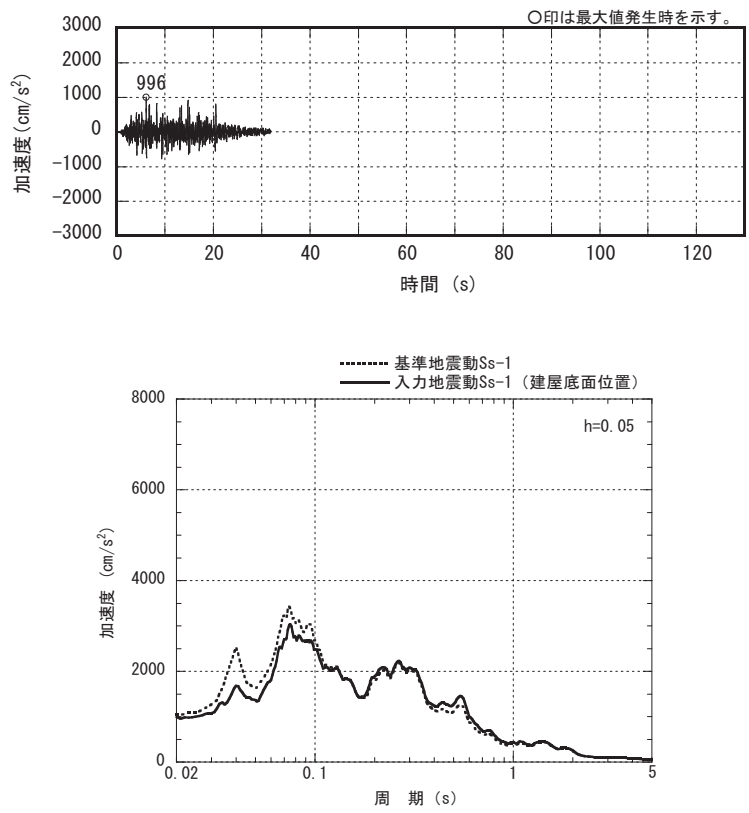 ○印は最大値発生時を示す。
3000
2000
1000
0
-1000
-2000
-3000
加速度(cm/s²)
996
0 20 40 60 80 100 120
時間 (s)
基準地震動Ss-1
入力地震動Ss-1 (建屋底面位置)
8000
6000
4000
2000
0
加速度 (cm/s²)
h=0.05
0.02 0.1 1 5
周 期 (s)